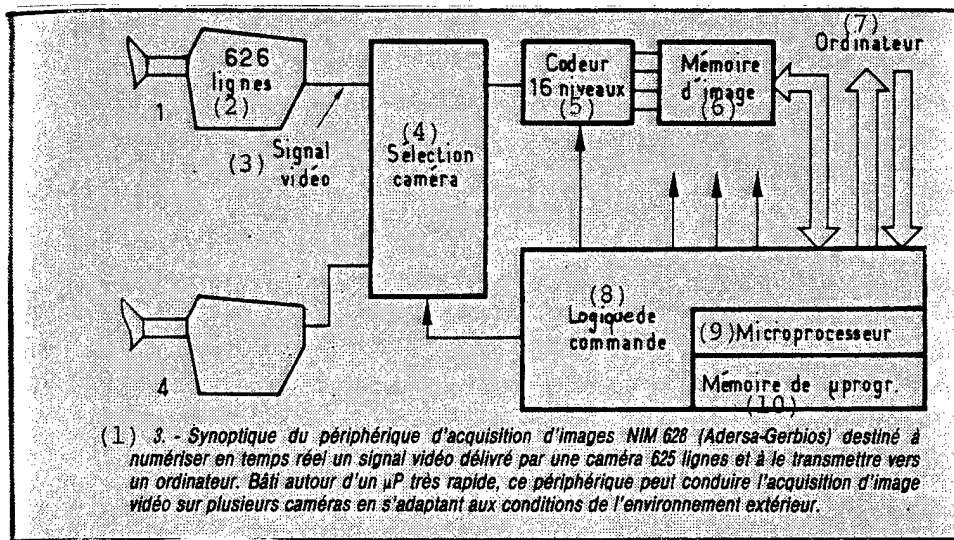 (7)
Ordinateur
626
lignes
(2)
1
(3) Signal
vidéo
(4)
Sélection
caméra
Codeur
16 niveaux
(5)
Mémoire
d'image
(6)
4
(8)
Logique de
commande
(9) Microprocesseur
Mémoire de µprogr.
(10)
(1) 3. - Synoptique du périphérique d'acquisition d'images NIM 626 (Adersa-Gerbios) destiné à
numériser en temps réel un signal vidéo délivré par une caméra 625 lignes et à le transmettre vers
un ordinateur. Bâti autour d'un µP très rapide, ce périphérique peut conduire l'acquisition d'image
vidéo sur plusieurs caméras en s'adaptant aux conditions de l'environnement extérieur.